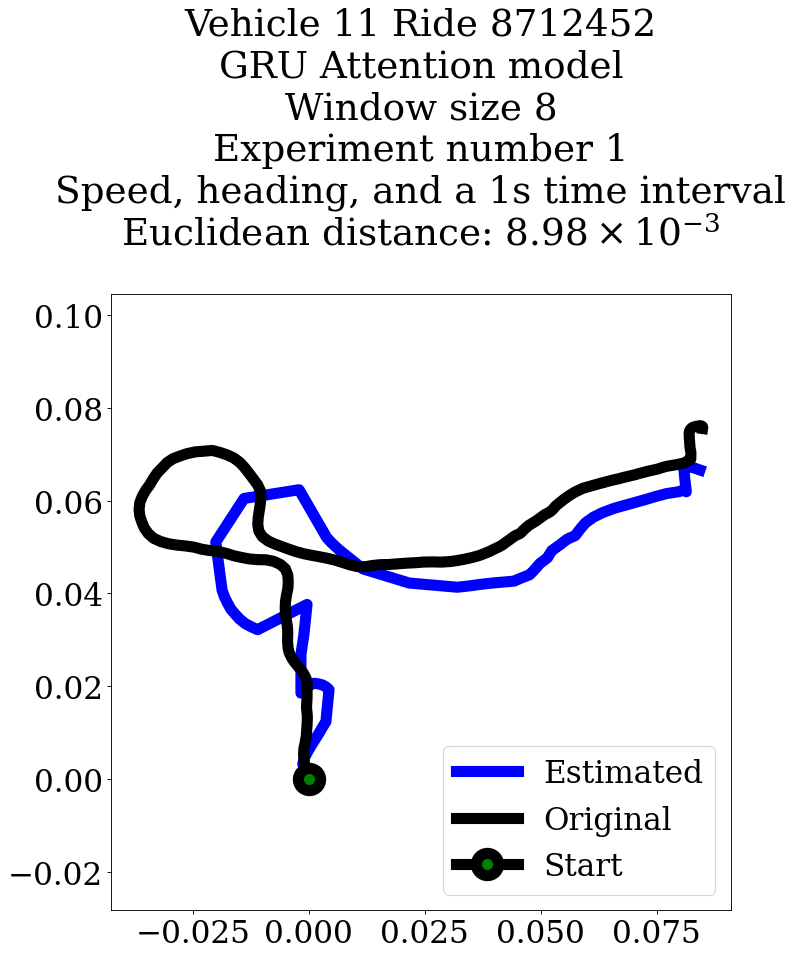 Vehicle 11 Ride 8712452
GRU Attention model
Window size 8
Experiment number 1
Speed, heading, and a 1s time interval
Euclidean distance: 8.98 × 10⁻³
0.10
0.08
0.06
0.04
0.02
0.00
−0.02
Estimated
Original
Start
−0.025 0.000 0.025 0.050 0.075